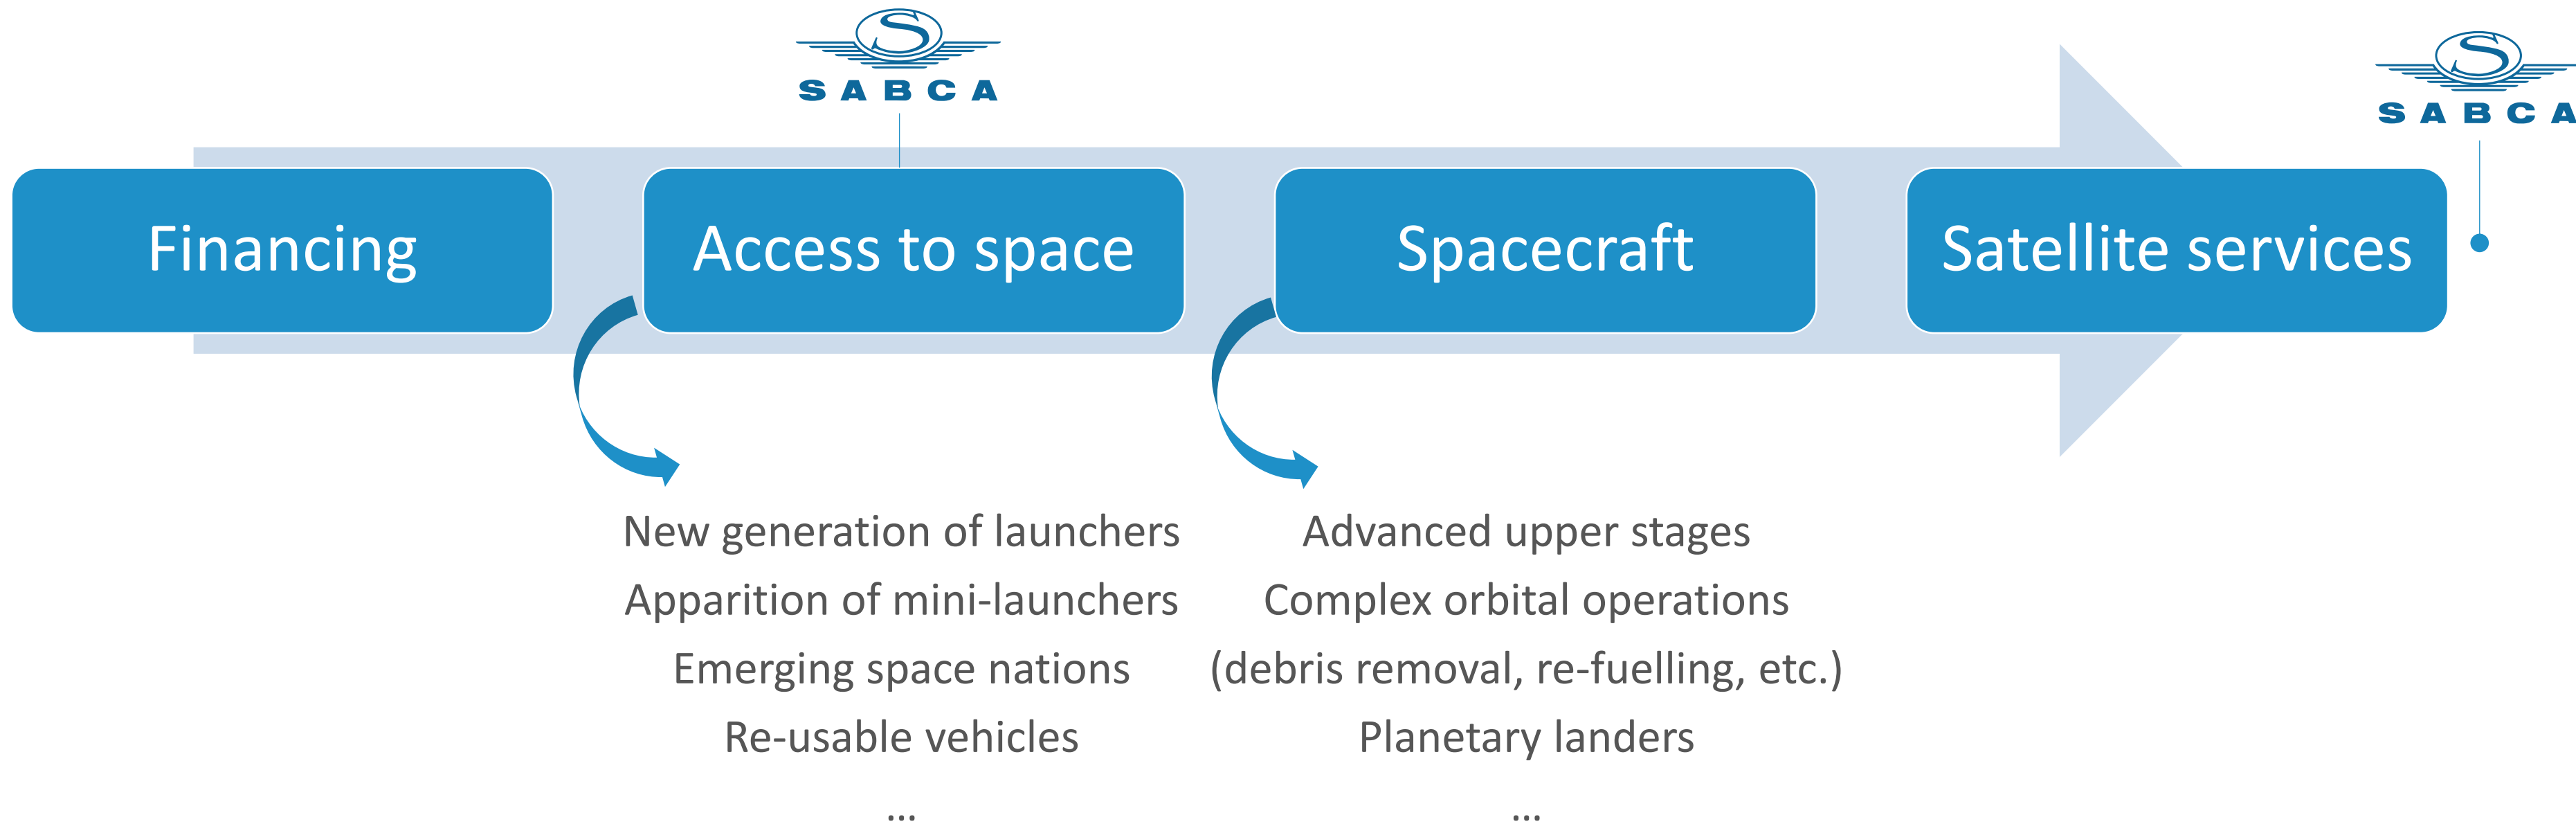 S
SABCA
S
SABCA
Financing
Access to space
Spacecraft
Satellite services
New generation of launchers
Apparition of mini-launchers
Emerging space nations
Re-usable vehicles
...
Advanced upper stages
Complex orbital operations
(debris removal, re-fuelling, etc.)
Planetary landers
...